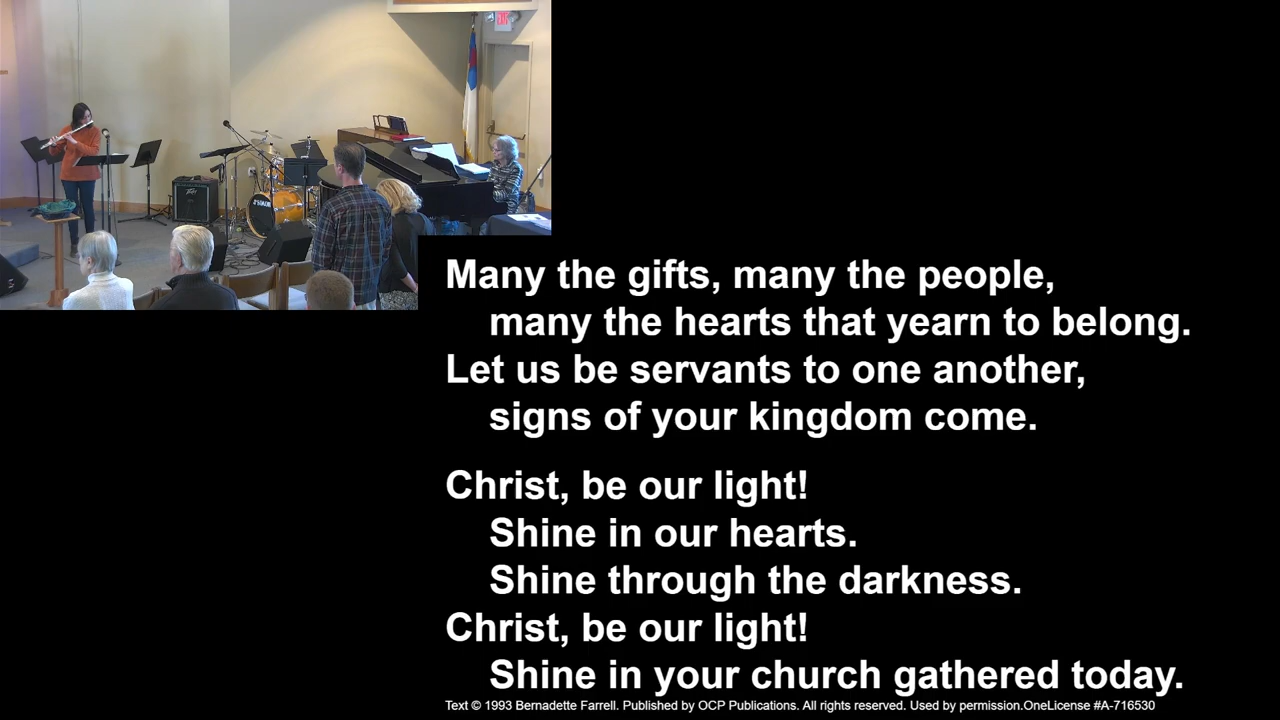 EXIT
PEAVEY
Many the gifts, many the people,
many the hearts that yearn to belong.
Let us be servants to one another,
signs of your kingdom come.
Christ, be our light!
Shine in our hearts.
Shine through the darkness.
Christ, be our light!
Shine in your church gathered today.
Text © 1993 Bernadette Farrell. Published by OCP Publications. All rights reserved. Used by permission.OneLicense #A-716530